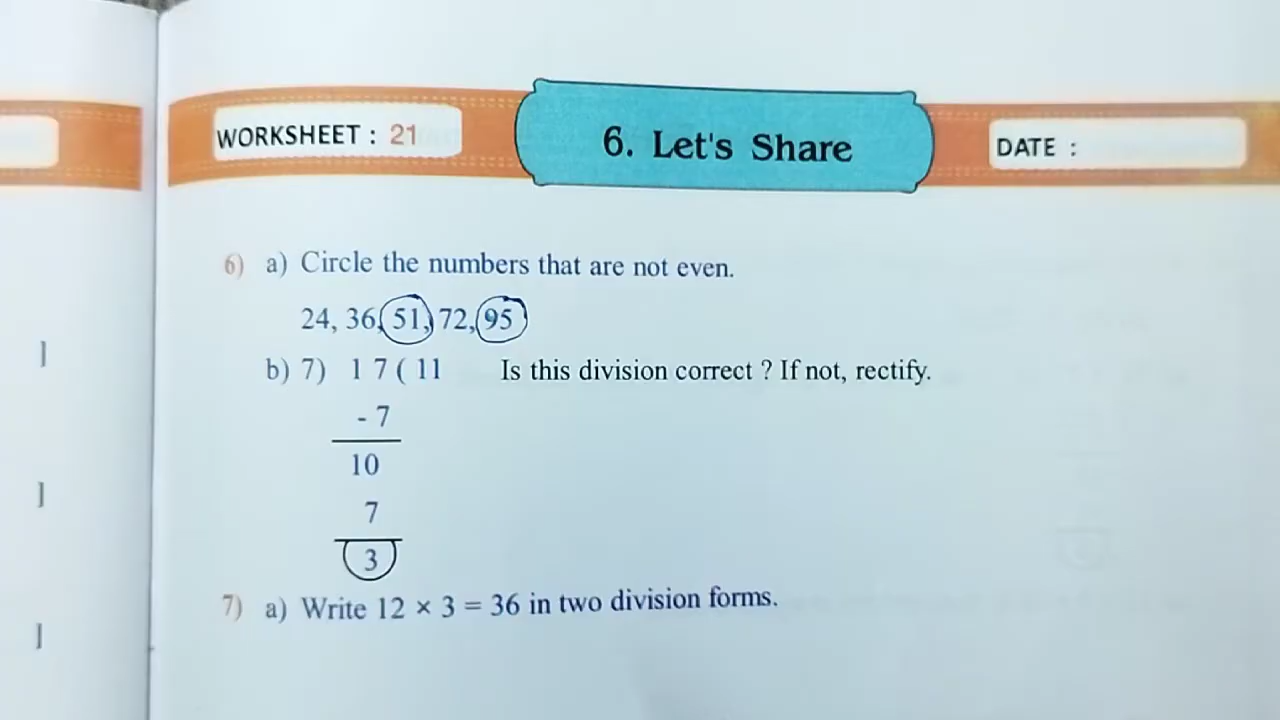 WORKSHEET : 21
6. Let's Share
DATE :
6) a) Circle the numbers that are not even.
24, 36, 51, 72, 95
b) 7) 1 7 ( 11 Is this division correct ? If not, rectify.
- 7
10
7
3
7) a) Write 12 × 3 = 36 in two division forms.
]
]
]